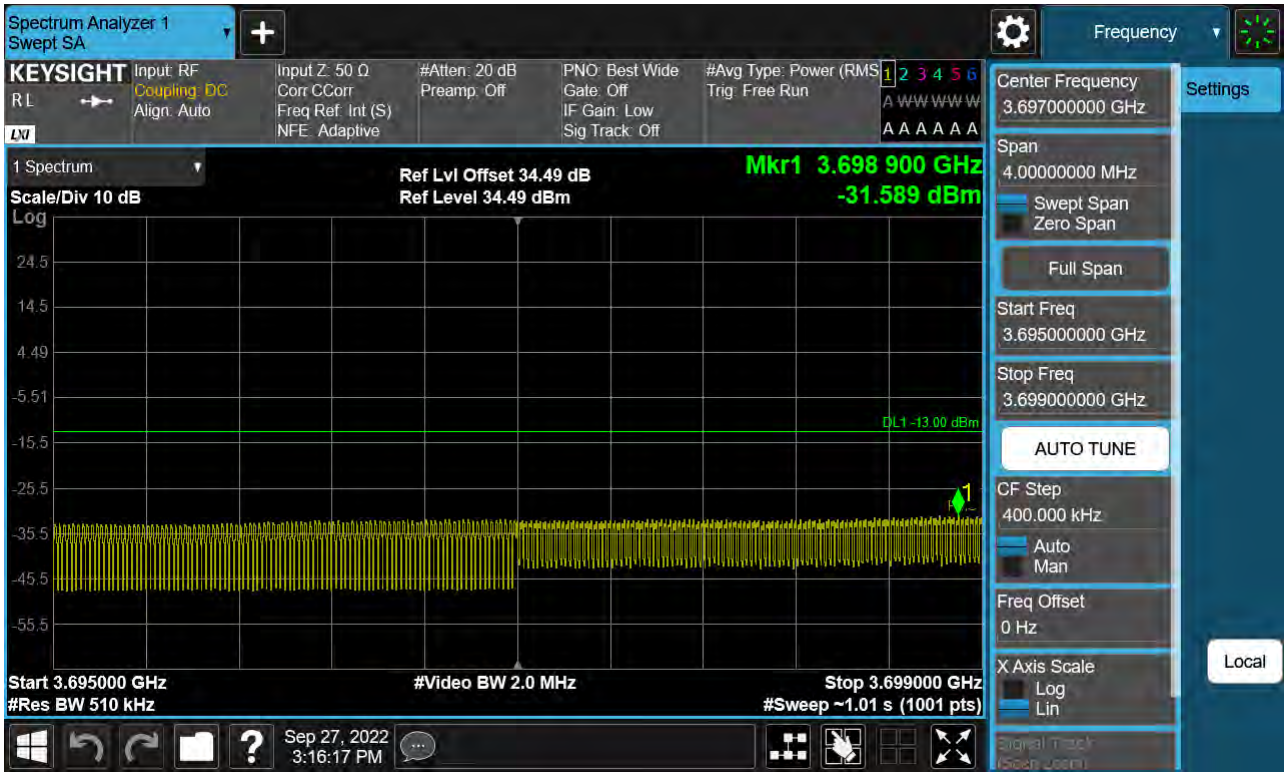 Spectrum Analyzer 1
Swept SA
+
Frequency
KEYSIGHT
RL
LXI
Input: RF
Coupling: DC
Align: Auto
Input Z: 50 Ω
Corr CCorr
Freq Ref: Int (S)
NFE: Adaptive
#Atten: 20 dB
Preamp: Off
PNO: Best Wide
Gate: Off
IF Gain: Low
Sig Track: Off
#Avg Type: Power (RMS
Trig: Free Run
1 2 3 4 5 6
A W W W W W
A A A A A A
1 Spectrum
Scale/Div 10 dB
Log
Ref Lvl Offset 34.49 dB
Ref Level 34.49 dBm
Mkr1 3.698 900 GHz
-31.589 dBm
24.5
14.5
4.49
-5.51
DL1 -13.00 dBm
-15.5
-25.5
1
-35.5
-45.5
-55.5
Start 3.695000 GHz
#Res BW 510 kHz
#Video BW 2.0 MHz
Stop 3.699000 GHz
#Sweep ~1.01 s (1001 pts)
Center Frequency
3.697000000 GHz
Settings
Span
4.00000000 MHz
Swept Span
Zero Span
Full Span
Start Freq
3.695000000 GHz
Stop Freq
3.699000000 GHz
AUTO TUNE
CF Step
400.000 kHz
Auto
Man
Freq Offset
0 Hz
X Axis Scale
Log
Lin
Signal Track
(Span Zoom)
Local
?
Sep 27, 2022
3:16:17 PM